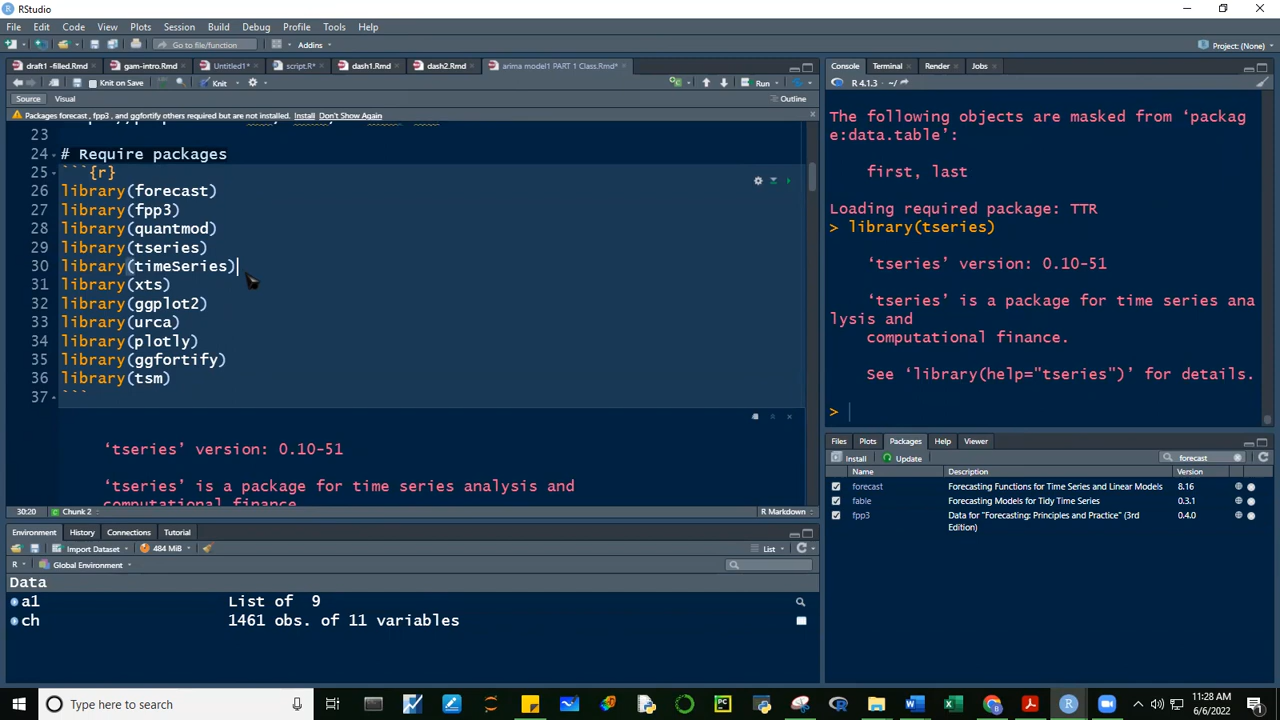 RStudio
File Edit Code View Plots Session Build Debug Profile Tools Help
Go to file/function Addins Project: (None)
draft1 -filled.Rmd gam-intro.Rmd Untitled1* script.R* dash1.Rmd dash2.Rmd arima model1 PART 1 Class.Rmd*
Knit on Save Knit Run
Source Visual Outline
Packages forecast , fpp3 , and ggfortify others required but are not installed. Install Don't Show Again
23
24 # Require packages
25 ```{r}
26 library(forecast)
27 library(fpp3)
28 library(quantmod)
29 library(tseries)
30 library(timeSeries)
31 library(xts)
32 library(ggplot2)
33 library(urca)
34 library(plotly)
35 library(ggfortify)
36 library(tsm)
37 ```
‘tseries’ version: 0.10-51
‘tseries’ is a package for time series analysis and
computational finance.
30:20 Chunk 2 R Markdown
Environment History Connections Tutorial
Import Dataset 484 MiB List
R Global Environment
Data
a1 List of 9
ch 1461 obs. of 11 variables
Console Terminal Render Jobs
R 4.1.3 · ~/
The following objects are masked from ‘packag
e:data.table’:
first, last
Loading required package: TTR
> library(tseries)
‘tseries’ version: 0.10-51
‘tseries’ is a package for time series ana
lysis and
computational finance.
See ‘library(help="tseries")’ for details.
>
Files Plots Packages Help Viewer
Install Update forecast
Name Description Version
forecast Forecasting Functions for Time Series and Linear Models 8.16
fable Forecasting Models for Tidy Time Series 0.3.1
fpp3 Data for "Forecasting: Principles and Practice" (3rd 0.4.0
Edition)
Type here to search
11:28 AM
6/6/2022